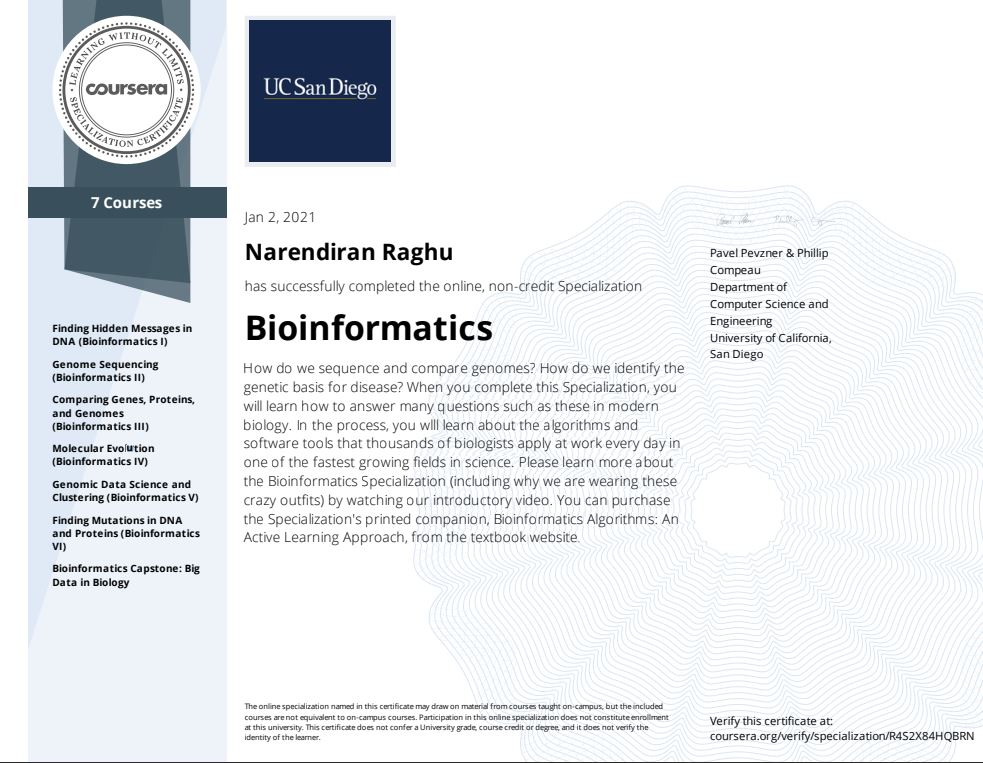 LEARNING WITHOUT LIMITS
coursera
SPECIALIZATION CERTIFICATE
7 Courses
Finding Hidden Messages in
DNA (Bioinformatics I)
Genome Sequencing
(Bioinformatics II)
Comparing Genes, Proteins,
and Genomes
(Bioinformatics III)
Molecular Evolution
(Bioinformatics IV)
Genomic Data Science and
Clustering (Bioinformatics V)
Finding Mutations in DNA
and Proteins (Bioinformatics
VI)
Bioinformatics Capstone: Big
Data in Biology
UC San Diego
Jan 2, 2021
Narendiran Raghu
has successfully completed the online, non-credit Specialization
Bioinformatics
How do we sequence and compare genomes? How do we identify the
genetic basis for disease? When you complete this Specialization, you
will learn how to answer many questions such as these in modern
biology. In the process, you will learn about the algorithms and
software tools that thousands of biologists apply at work every day in
one of the fastest growing fields in science. Please learn more about
the Bioinformatics Specialization (including why we are wearing these
crazy outfits) by watching our introductory video. You can purchase
the Specialization's printed companion, Bioinformatics Algorithms: An
Active Learning Approach, from the textbook website.
Pavel Pevzner & Phillip
Compeau
Department of
Computer Science and
Engineering
University of California,
San Diego
The online specialization named in this certificate may draw on material from courses taught on-campus, but the included
courses are not equivalent to on-campus courses. Participation in this online specialization does not constitute enrollment
at this university. This certificate does not confer a University grade, course credit or degree, and it does not verify the
identity of the learner.
Verify this certificate at:
coursera.org/verify/specialization/R4S2X84HQBRN